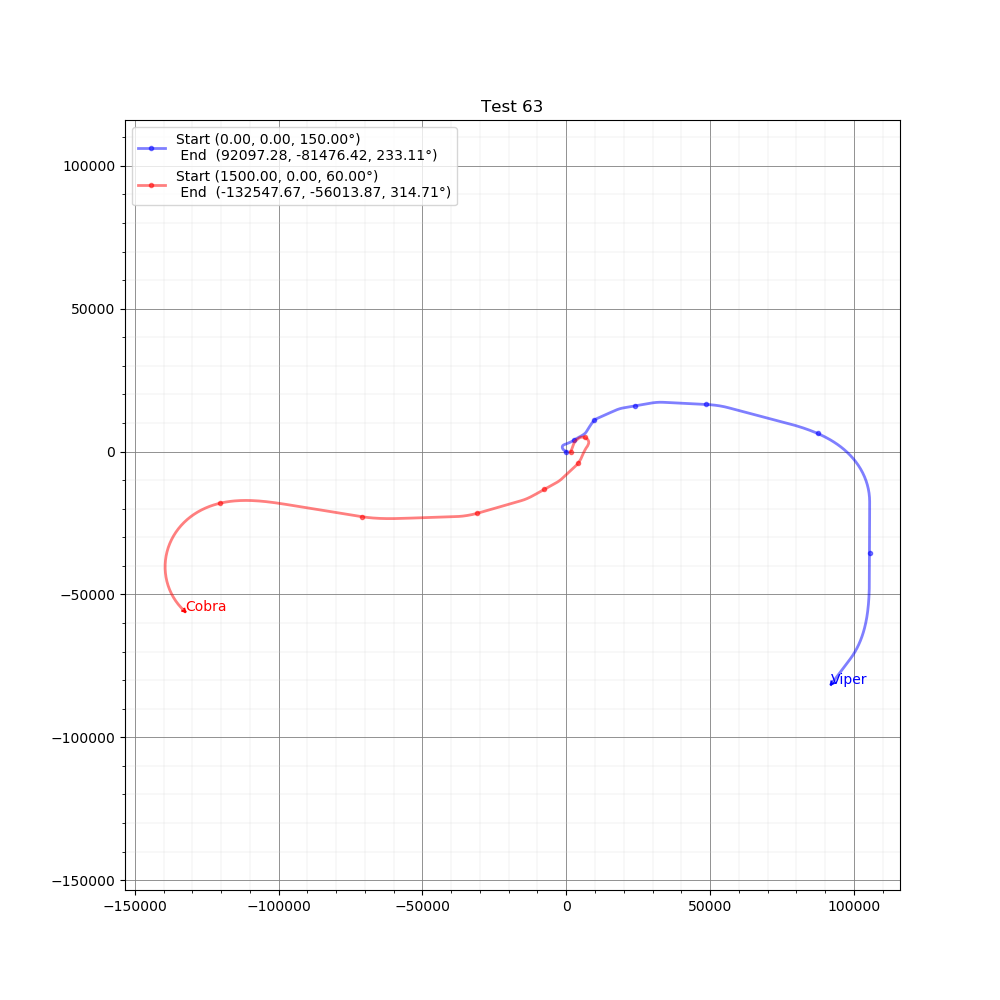 Test 63
Start (0.00, 0.00, 150.00°)
End  (92097.28, -81476.42, 233.11°)
Start (1500.00, 0.00, 60.00°)
End  (-132547.67, -56013.87, 314.71°)
100000
50000
0
−50000
−100000
−150000
Cobra
Viper
−150000
−100000
−50000
0
50000
100000